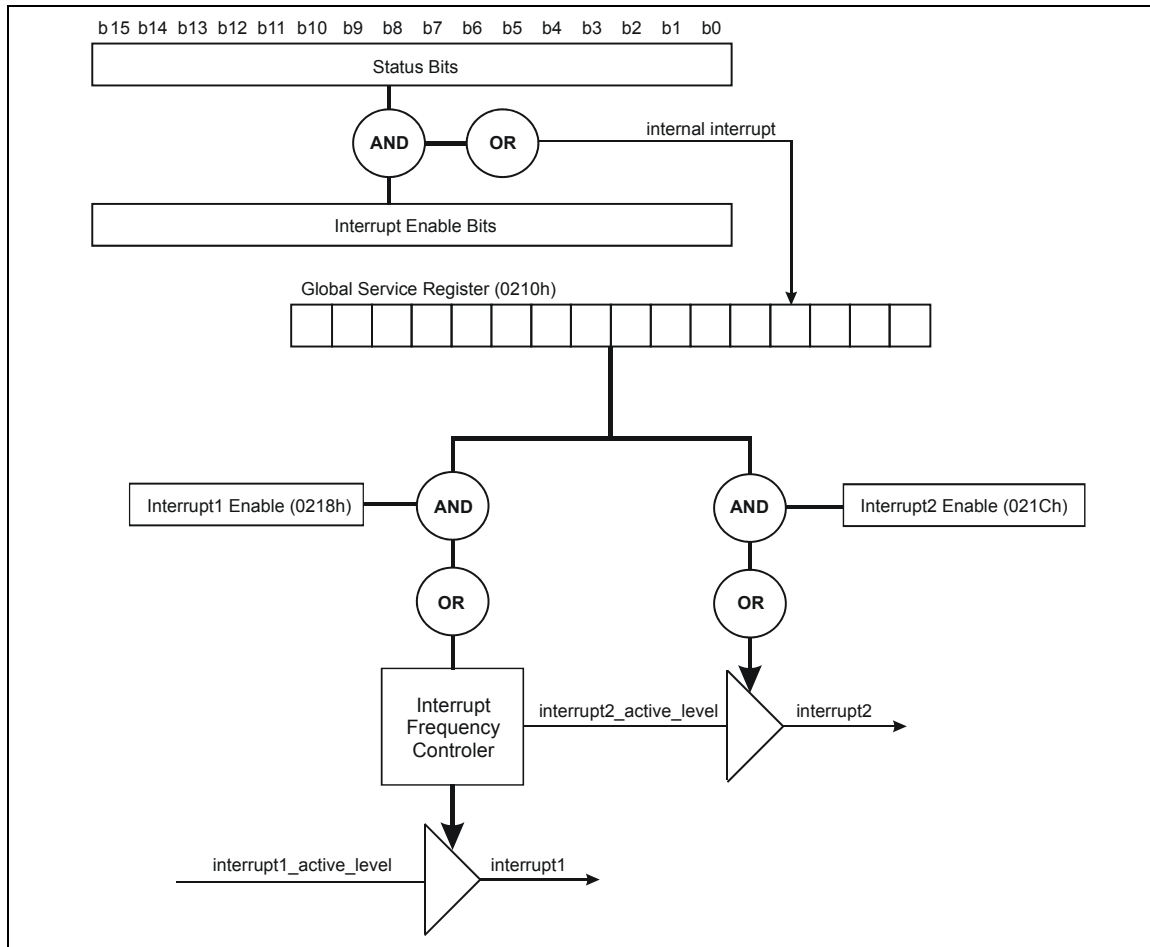 b15 b14 b13 b12 b11 b10 b9 b8 b7 b6 b5 b4 b3 b2 b1 b0
Status Bits
AND
OR
internal interrupt
Interrupt Enable Bits
Global Service Register (0210h)
Interrupt1 Enable (0218h)
AND
AND
Interrupt2 Enable (021Ch)
OR
OR
Interrupt
Frequency
Controler
interrupt2_active_level
interrupt2
interrupt1_active_level
interrupt1